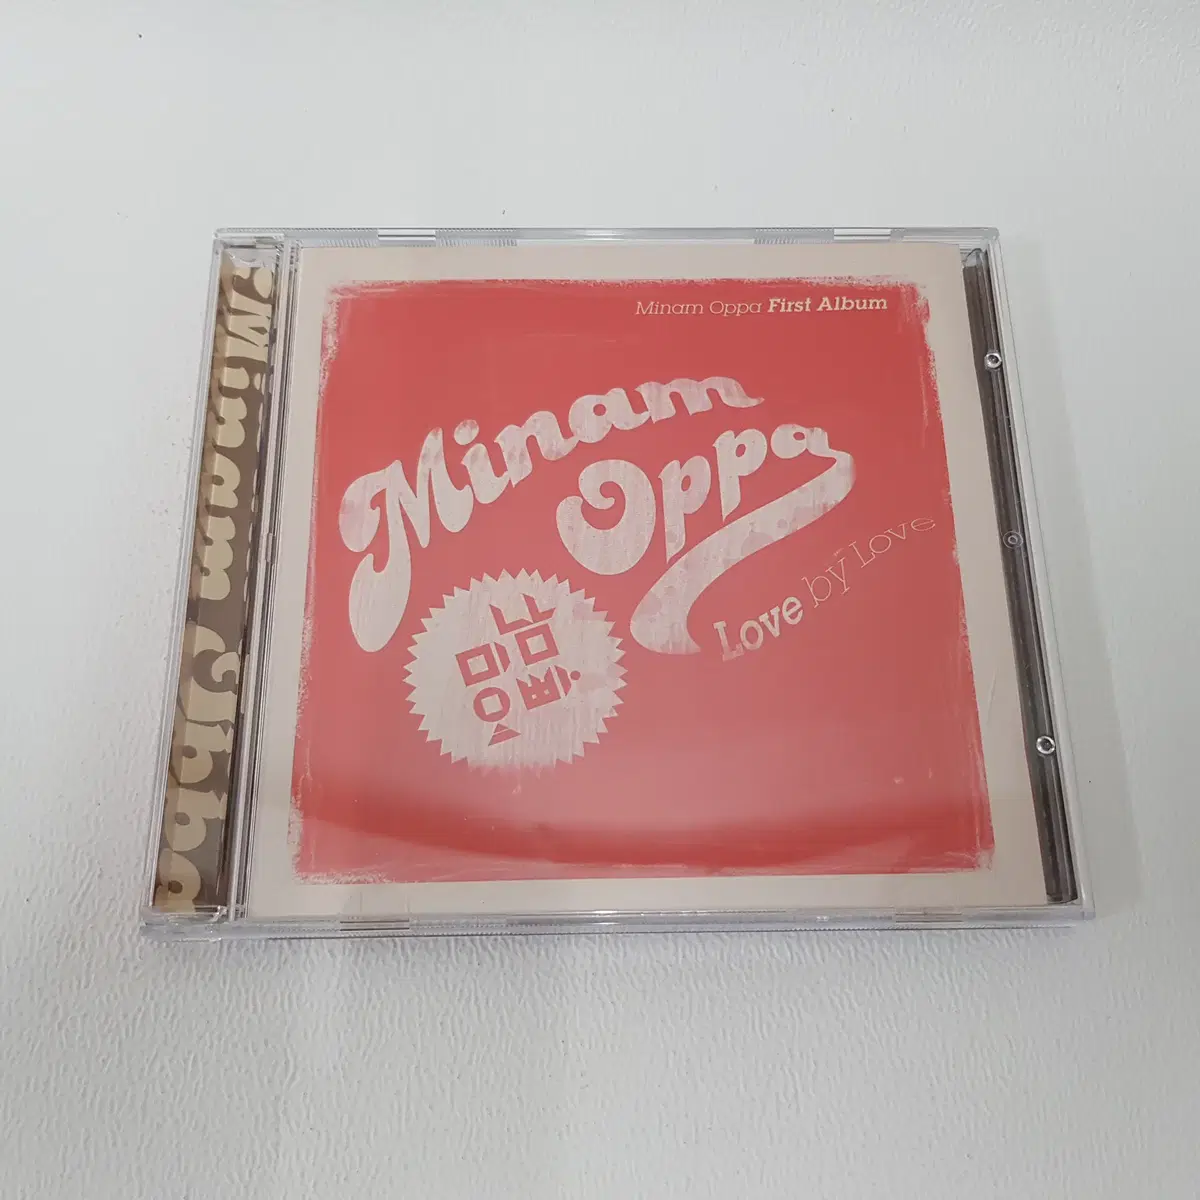 Minam Oppa First Album
Minam
Oppa
Love by Love
미남
오빠
Minam Oppa